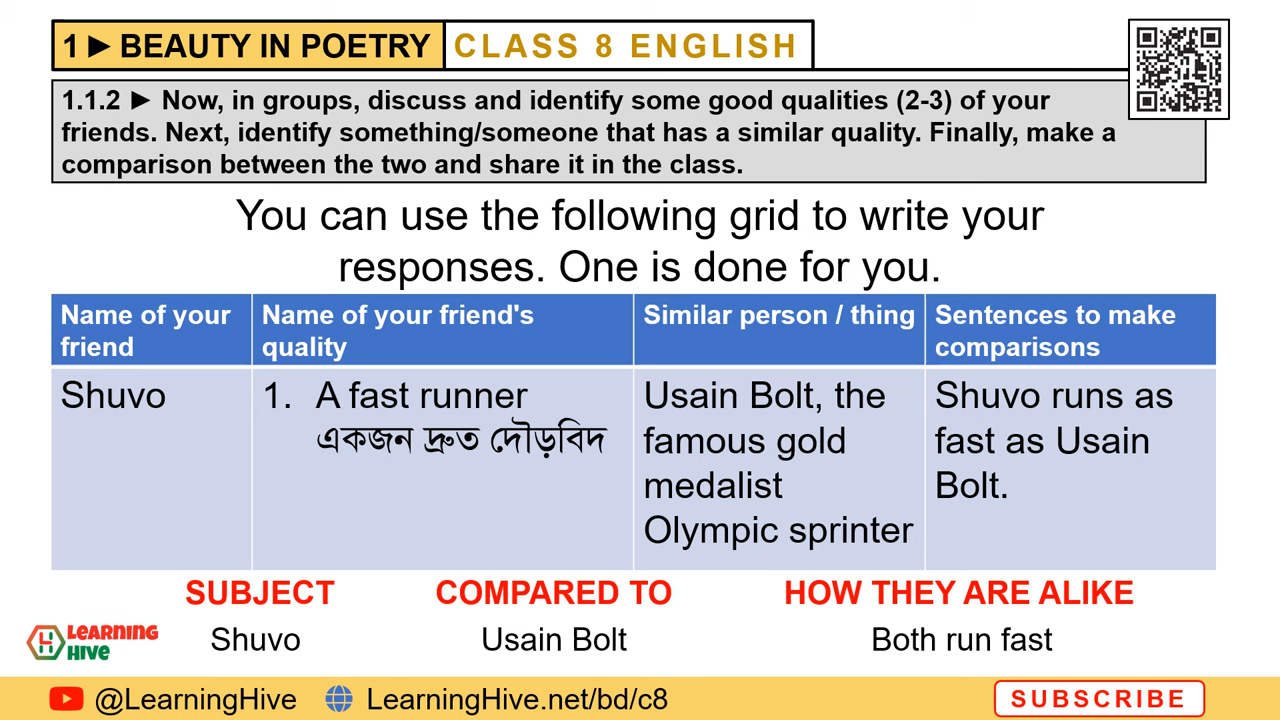 1 ► BEAUTY IN POETRY CLASS 8 ENGLISH
1.1.2 ► Now, in groups, discuss and identify some good qualities (2-3) of your
friends. Next, identify something/someone that has a similar quality. Finally, make a
comparison between the two and share it in the class.
You can use the following grid to write your
responses. One is done for you.
Name of your
friend
Name of your friend's
quality
Similar person / thing
Sentences to make
comparisons
Shuvo
1. A fast runner
একজন দ্রুত দৌড়বিদ
Usain Bolt, the
famous gold
medalist
Olympic sprinter
Shuvo runs as
fast as Usain
Bolt.
SUBJECT COMPARED TO HOW THEY ARE ALIKE
Shuvo Usain Bolt Both run fast
LEARNING
HIVE
@LearningHive LearningHive.net/bd/c8 SUBSCRIBE